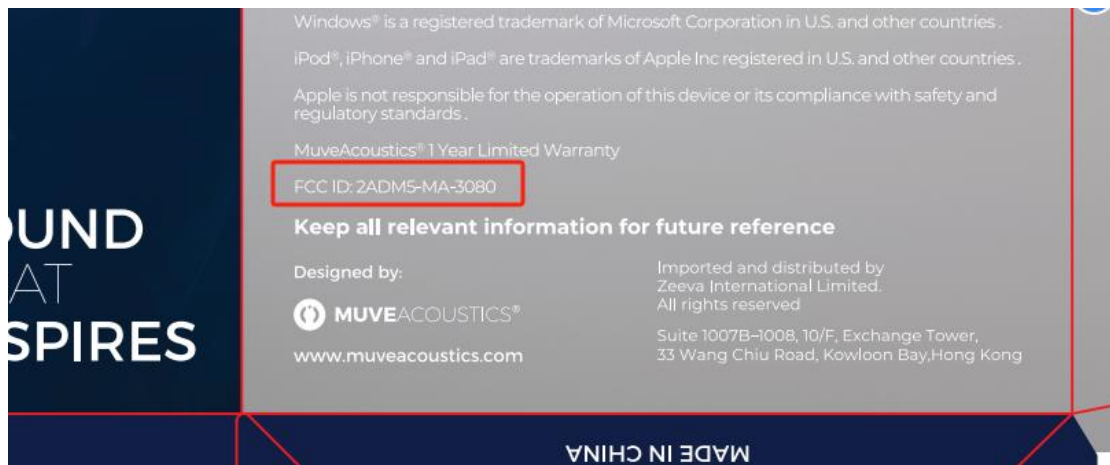 Windows® is a registered trademark of Microsoft Corporation in U.S. and other countries .
iPod®, iPhone® and iPad® are trademarks of Apple Inc registered in U.S. and other countries .
Apple is not responsible for the operation of this device or its compliance with safety and
regulatory standards .
MuveAcoustics® 1 Year Limited Warranty
FCC ID: 2ADM5-MA-3080
Keep all relevant information for future reference
Designed by:
MUVEACOUSTICS®
www.muveacoustics.com
Imported and distributed by
Zeeva International Limited.
All rights reserved
Suite 1007B–1008, 10/F, Exchange Tower,
33 Wang Chiu Road, Kowloon Bay,Hong Kong
OUND
AT
SPIRES
MADE IN CHINA